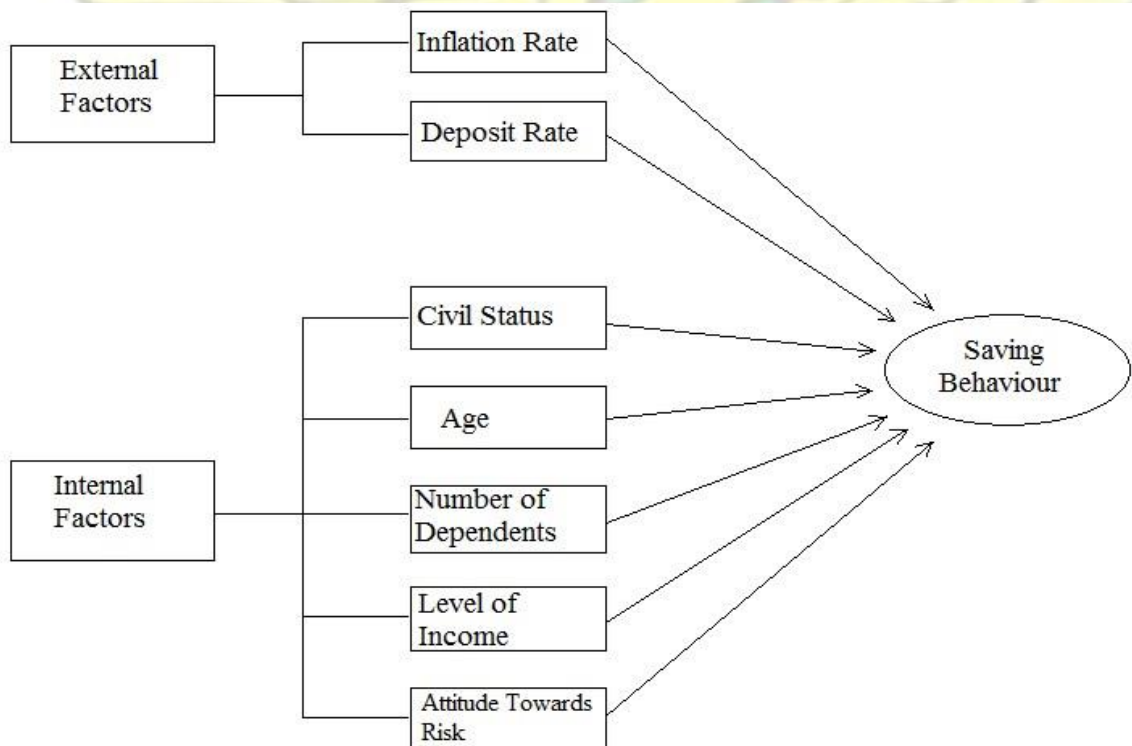 External
Factors
Inflation Rate
Deposit Rate
Internal
Factors
Civil Status
Age
Number of
Dependents
Level of
Income
Attitude Towards
Risk
Saving
Behaviour